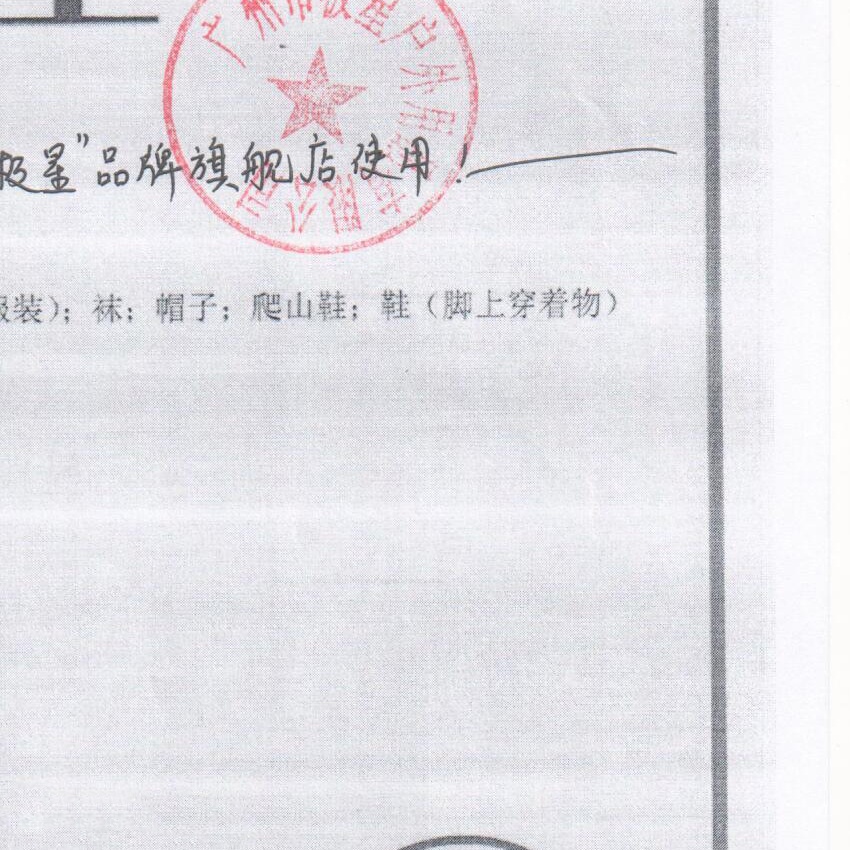 广州市极星户外用品有限公司
极星"品牌旗舰店使用!
服装）；袜；帽子；爬山鞋；鞋（脚上穿着物）